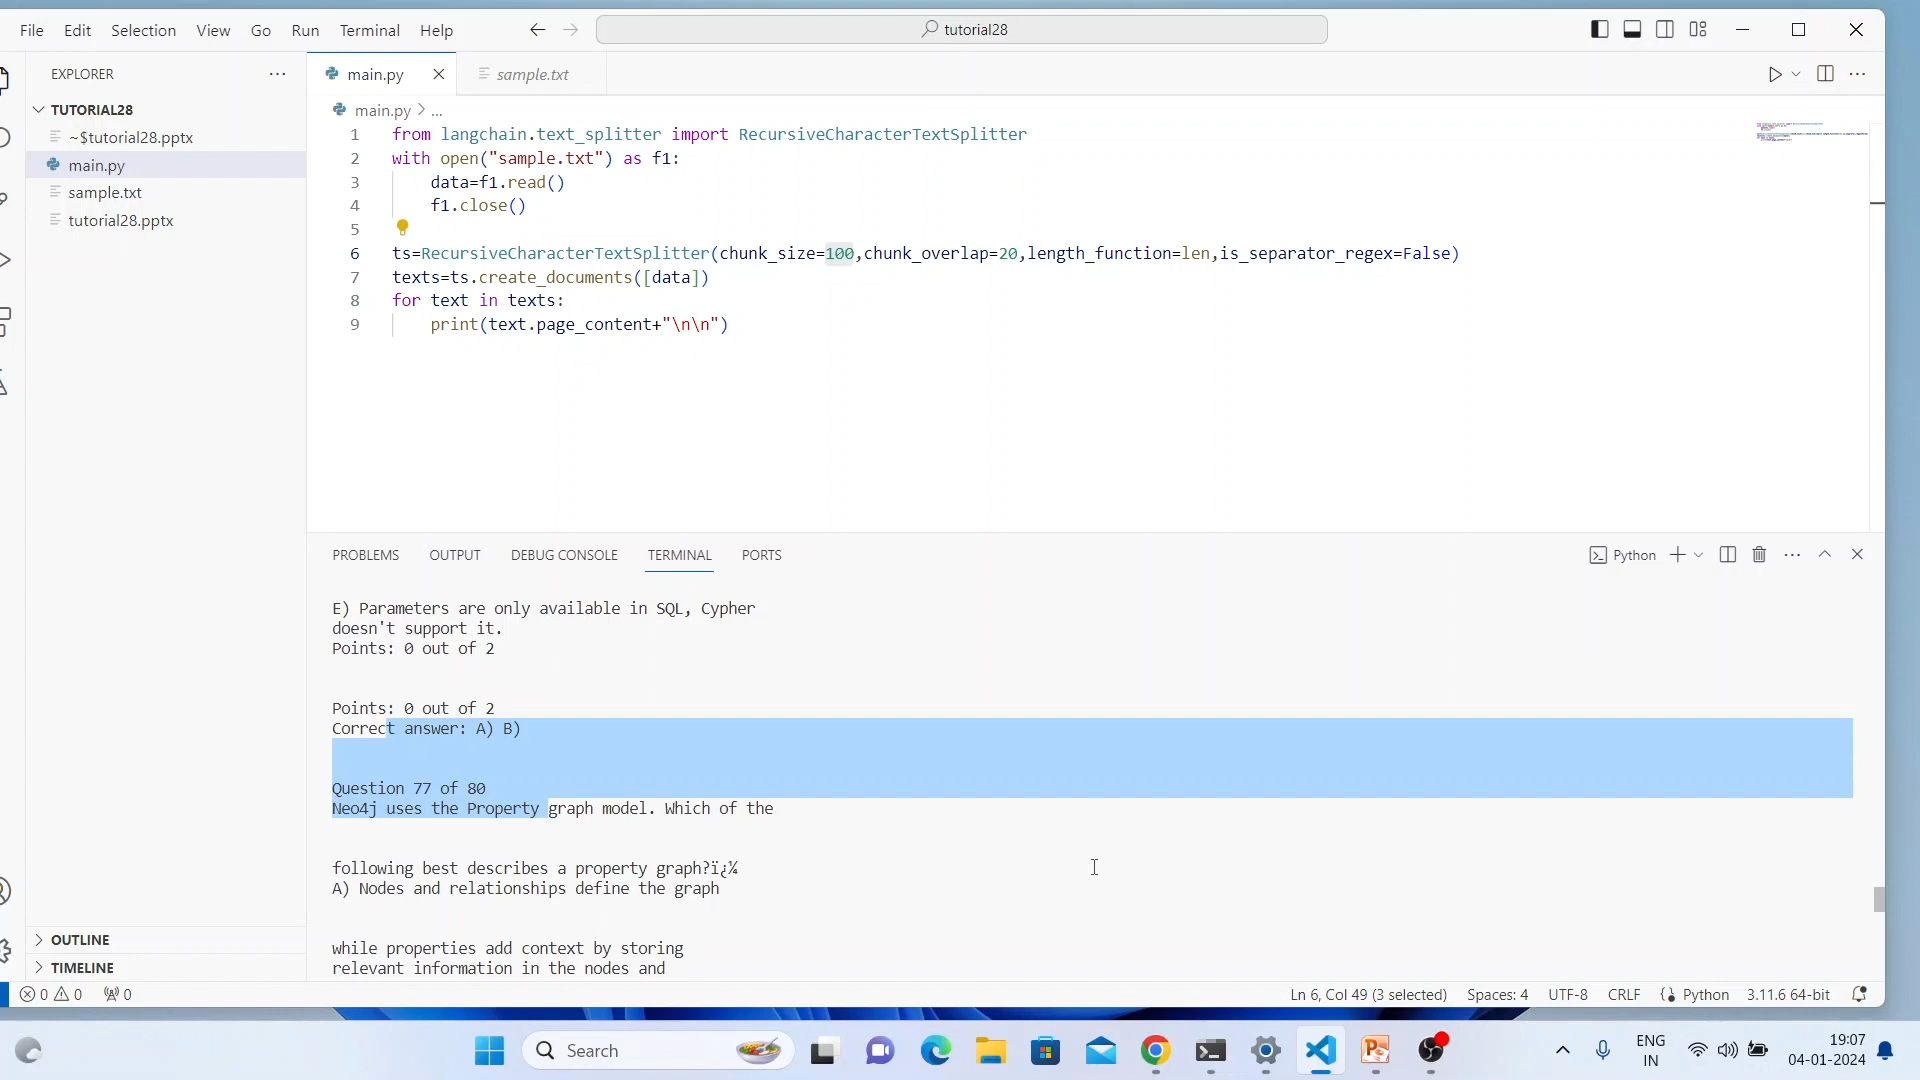 File Edit Selection View Go Run Terminal Help
tutorial28
EXPLORER
TUTORIAL28
~$tutorial28.pptx
main.py
sample.txt
tutorial28.pptx
OUTLINE
TIMELINE
main.py
sample.txt
main.py > ...
1 from langchain.text_splitter import RecursiveCharacterTextSplitter
2 with open("sample.txt") as f1:
3 data=f1.read()
4 f1.close()
5
6 ts=RecursiveCharacterTextSplitter(chunk_size=100,chunk_overlap=20,length_function=len,is_separator_regex=False)
7 texts=ts.create_documents([data])
8 for text in texts:
9 print(text.page_content+"\n\n")
PROBLEMS OUTPUT DEBUG CONSOLE TERMINAL PORTS
Python
E) Parameters are only available in SQL, Cypher
doesn't support it.
Points: 0 out of 2
Points: 0 out of 2
Correct answer: A) B)
Question 77 of 80
Neo4j uses the Property graph model. Which of the
following best describes a property graph?ï¿¼
A) Nodes and relationships define the graph
while properties add context by storing
relevant information in the nodes and
0 0 0
Ln 6, Col 49 (3 selected) Spaces: 4 UTF-8 CRLF Python 3.11.6 64-bit
Search
ENG
IN
19:07
04-01-2024